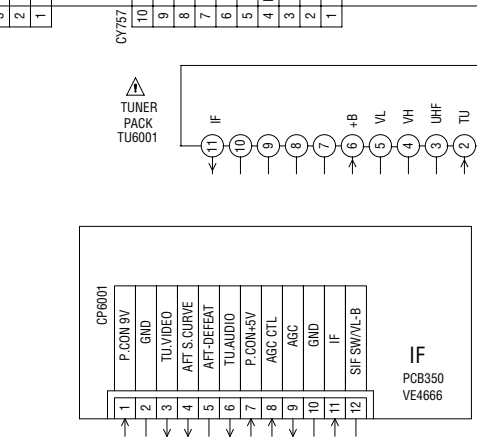 2
1
CY757
10
9
8
7
6
5
4
3
2
1
TUNER
PACK
TU6001
IF
+B
VL
VH
UHF
TU
11
10
9
8
7
6
5
4
3
2
CP6001
P.CON 9V
GND
TU.VIDEO
AFT S.CURVE
AFT-DEFEAT
TU.AUDIO
P.CON+5V
AGC CTL
AGC
GND
IF
SIF SW/VL-B
1
2
3
4
5
6
7
8
9
10
11
12
IF
PCB350
VE4666